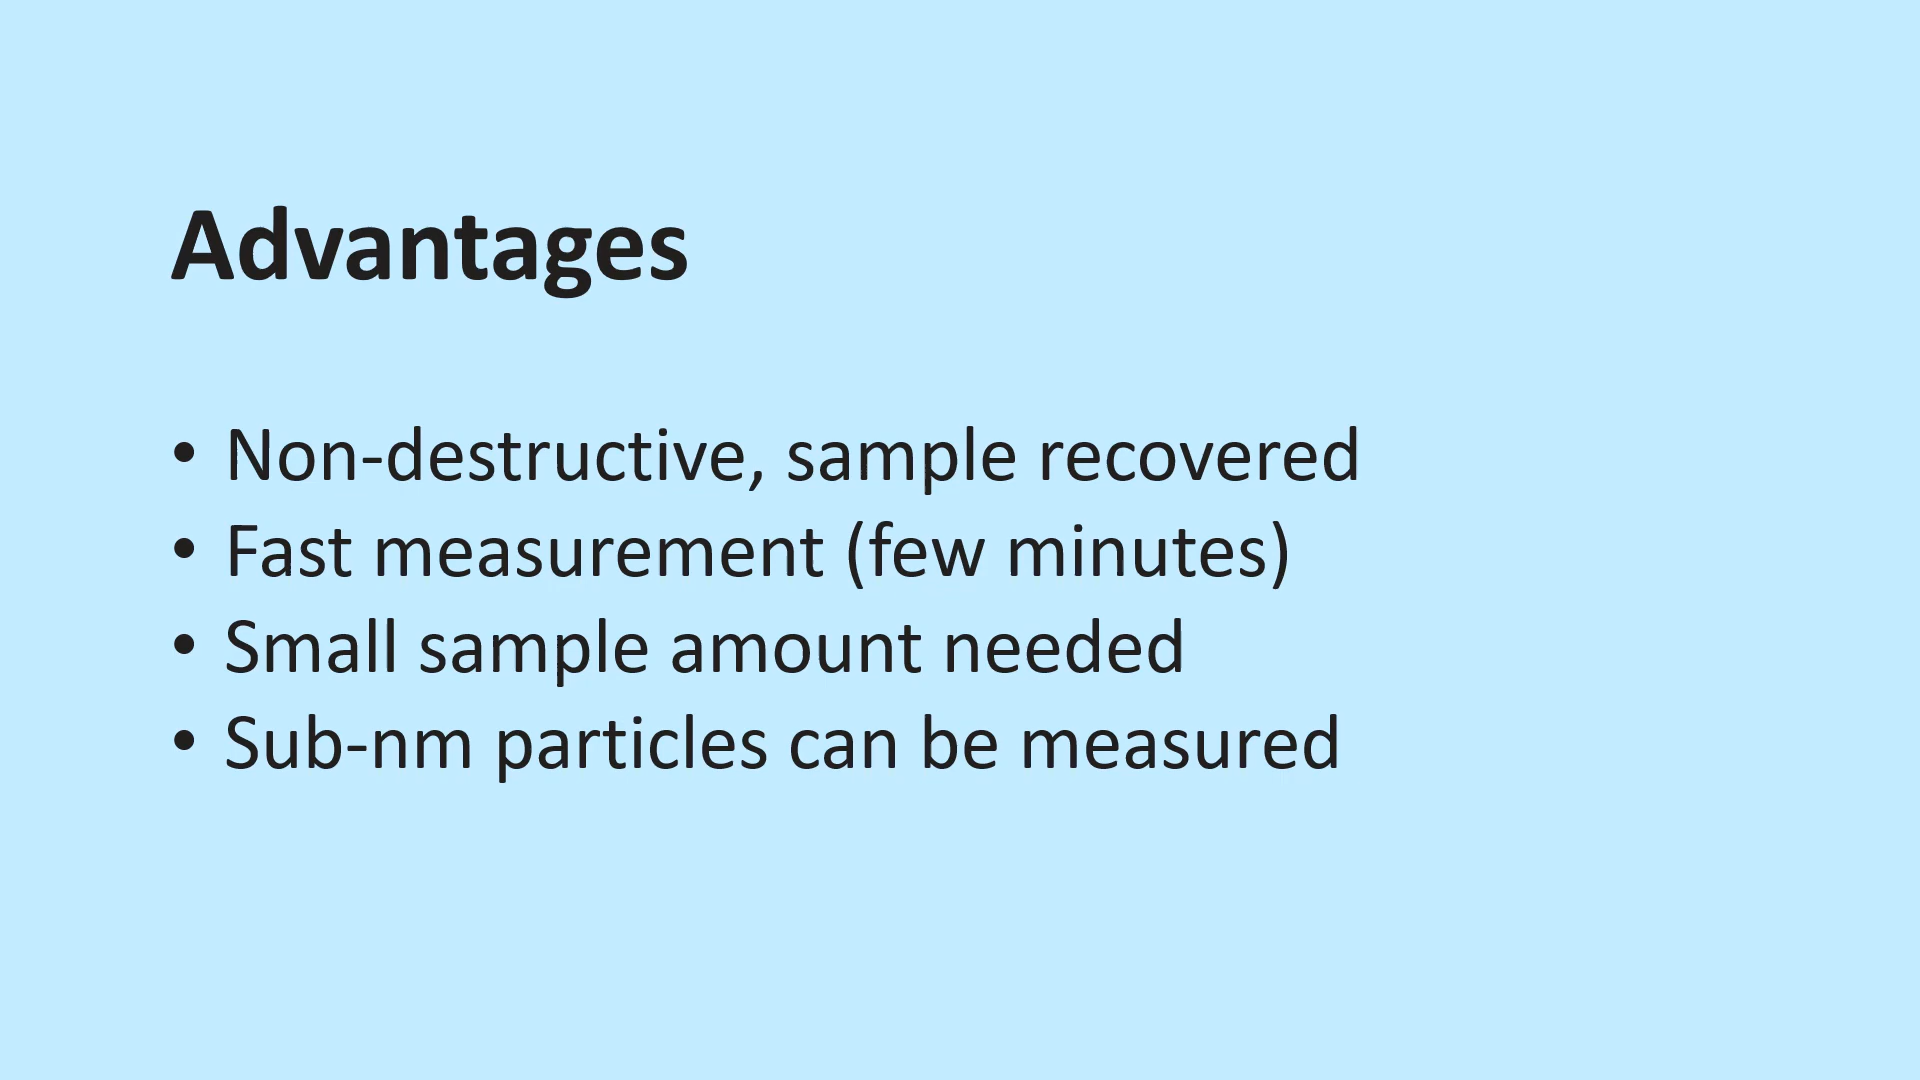 Advantages
• Non-destructive, sample recovered
• Fast measurement (few minutes)
• Small sample amount needed
• Sub-nm particles can be measured